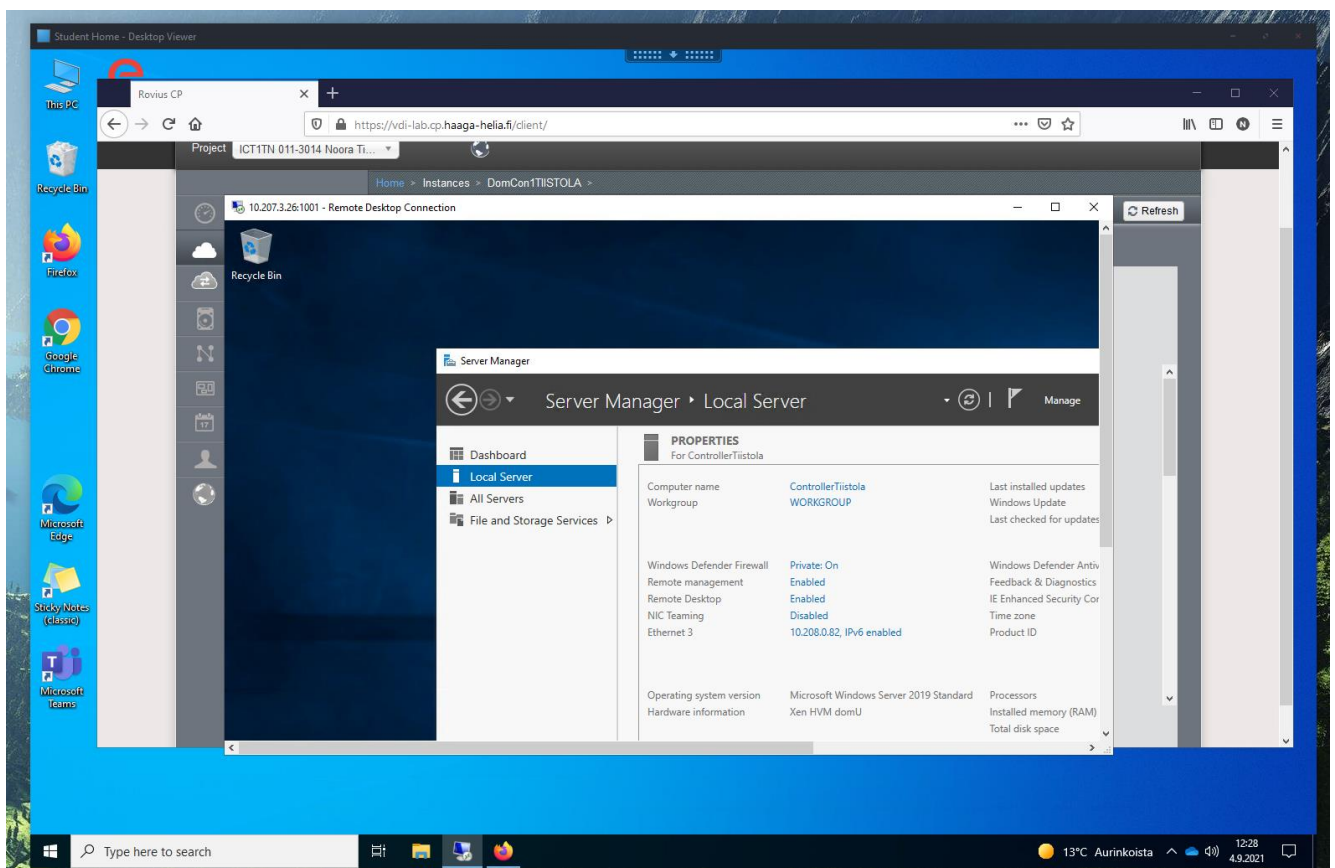 Student Home - Desktop Viewer
This PC
Recycle Bin
Firefox
Google
Chrome
Microsoft
Edge
Sticky Notes
(classic)
Microsoft
Teams
Rovius CP
https://vdi-lab.cp.haaga-helia.fi/client/
Project ICT1TN 011-3014 Noora Ti...
Home > Instances > DomCon1TIISTOLA >
Refresh
10.207.3.26:1001 - Remote Desktop Connection
Recycle Bin
Server Manager
Server Manager • Local Server
Manage
Dashboard
Local Server
All Servers
File and Storage Services
PROPERTIES
For ControllerTiistola
Computer name ControllerTiistola Last installed updates
Workgroup WORKGROUP Windows Update
Last checked for updates
Windows Defender Firewall Private: On Windows Defender Antiv
Remote management Enabled Feedback & Diagnostics
Remote Desktop Enabled IE Enhanced Security Cor
NIC Teaming Disabled Time zone
Ethernet 3 10.208.0.82, IPv6 enabled Product ID
Operating system version Microsoft Windows Server 2019 Standard Processors
Hardware information Xen HVM domU Installed memory (RAM)
Total disk space
Type here to search
13°C Aurinkoista
12:28
4.9.2021